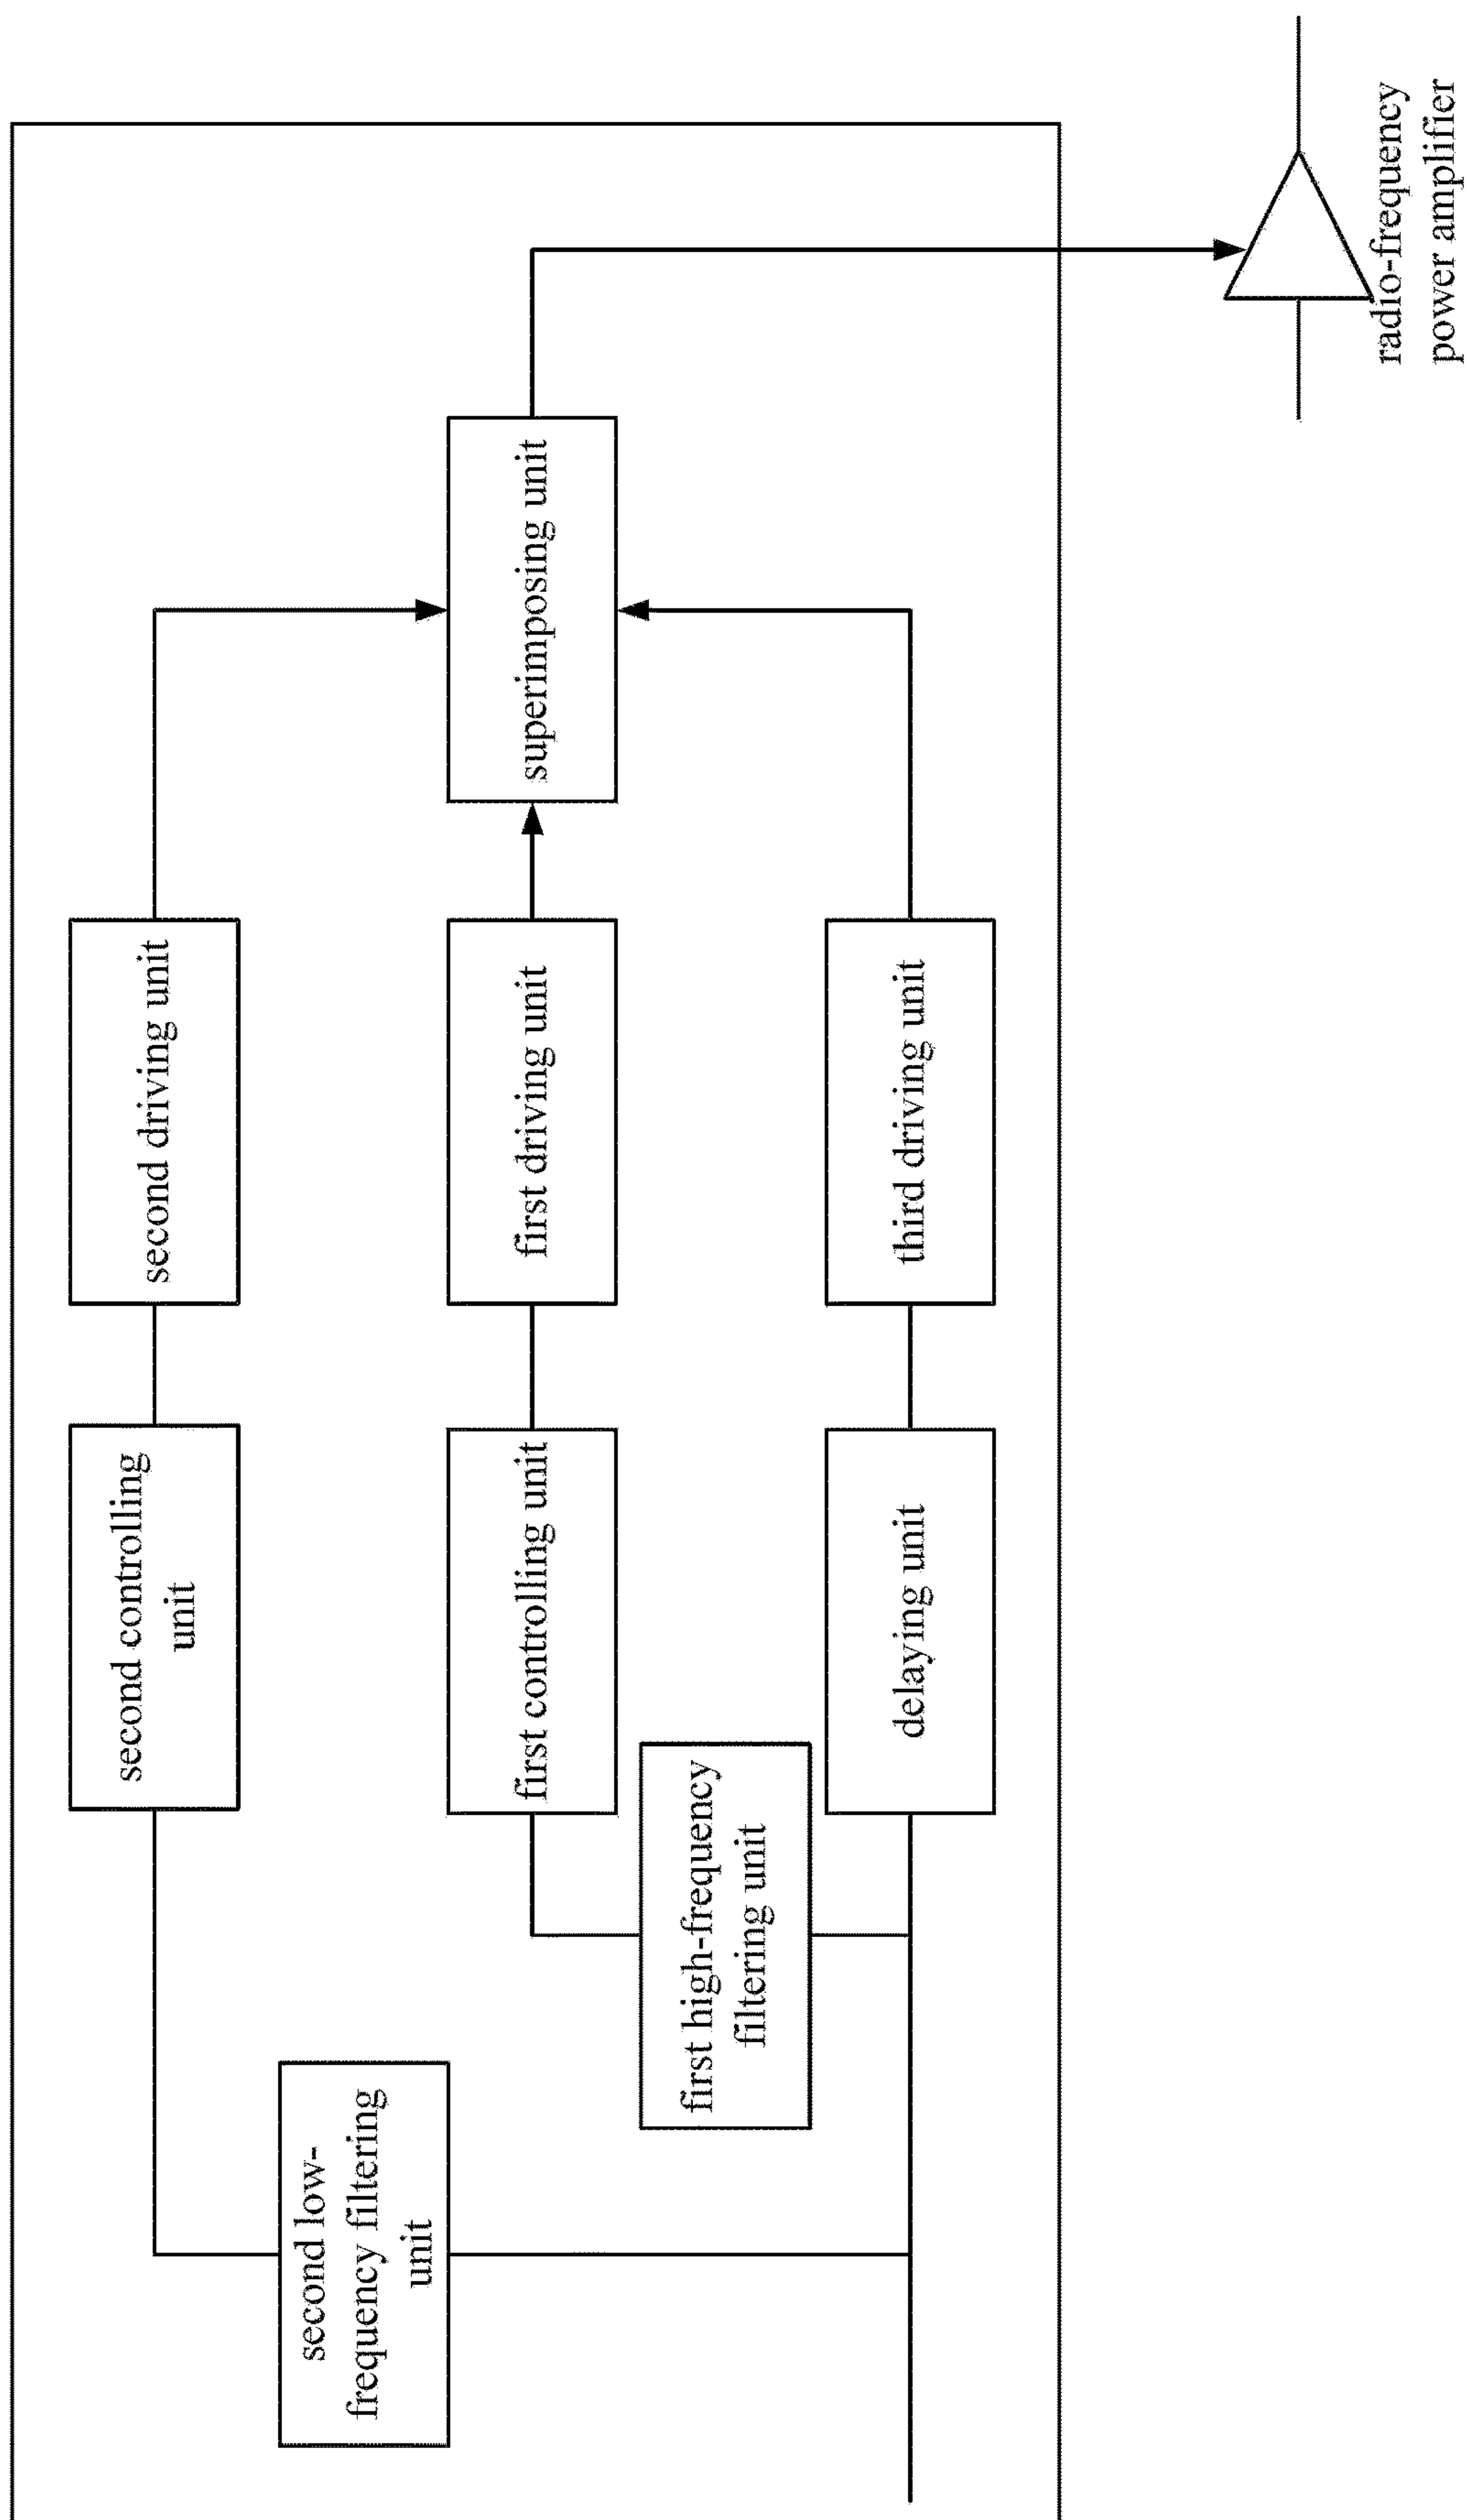 second low-
frequency filtering
unit
second controlling
unit
second driving unit
first high-frequency
filtering unit
first controlling unit
first driving unit
superimposing unit
delaying unit
third driving unit
radio-frequency
power amplifier